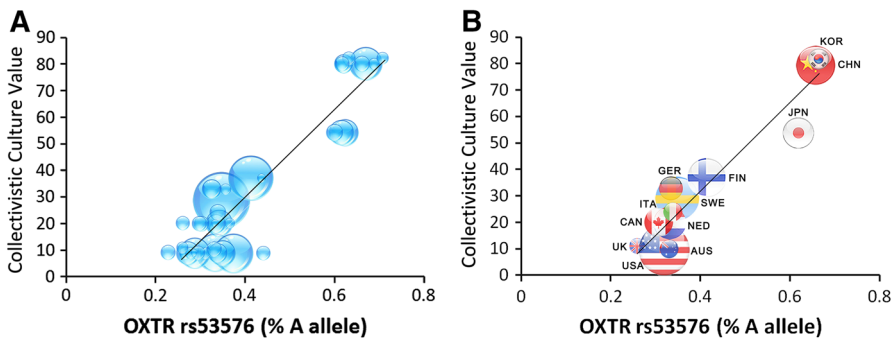 A
Collectivistic Culture Value
90
80
70
60
50
40
30
20
10
0
0 0.2 0.4 0.6 0.8
OXTR rs53576 (% A allele)
B
Collectivistic Culture Value
90
80
70
60
50
40
30
20
10
0
KOR
CHN
JPN
GER
FIN
ITA
SWE
CAN
NED
UK
AUS
USA
0 0.2 0.4 0.6 0.8
OXTR rs53576 (% A allele)